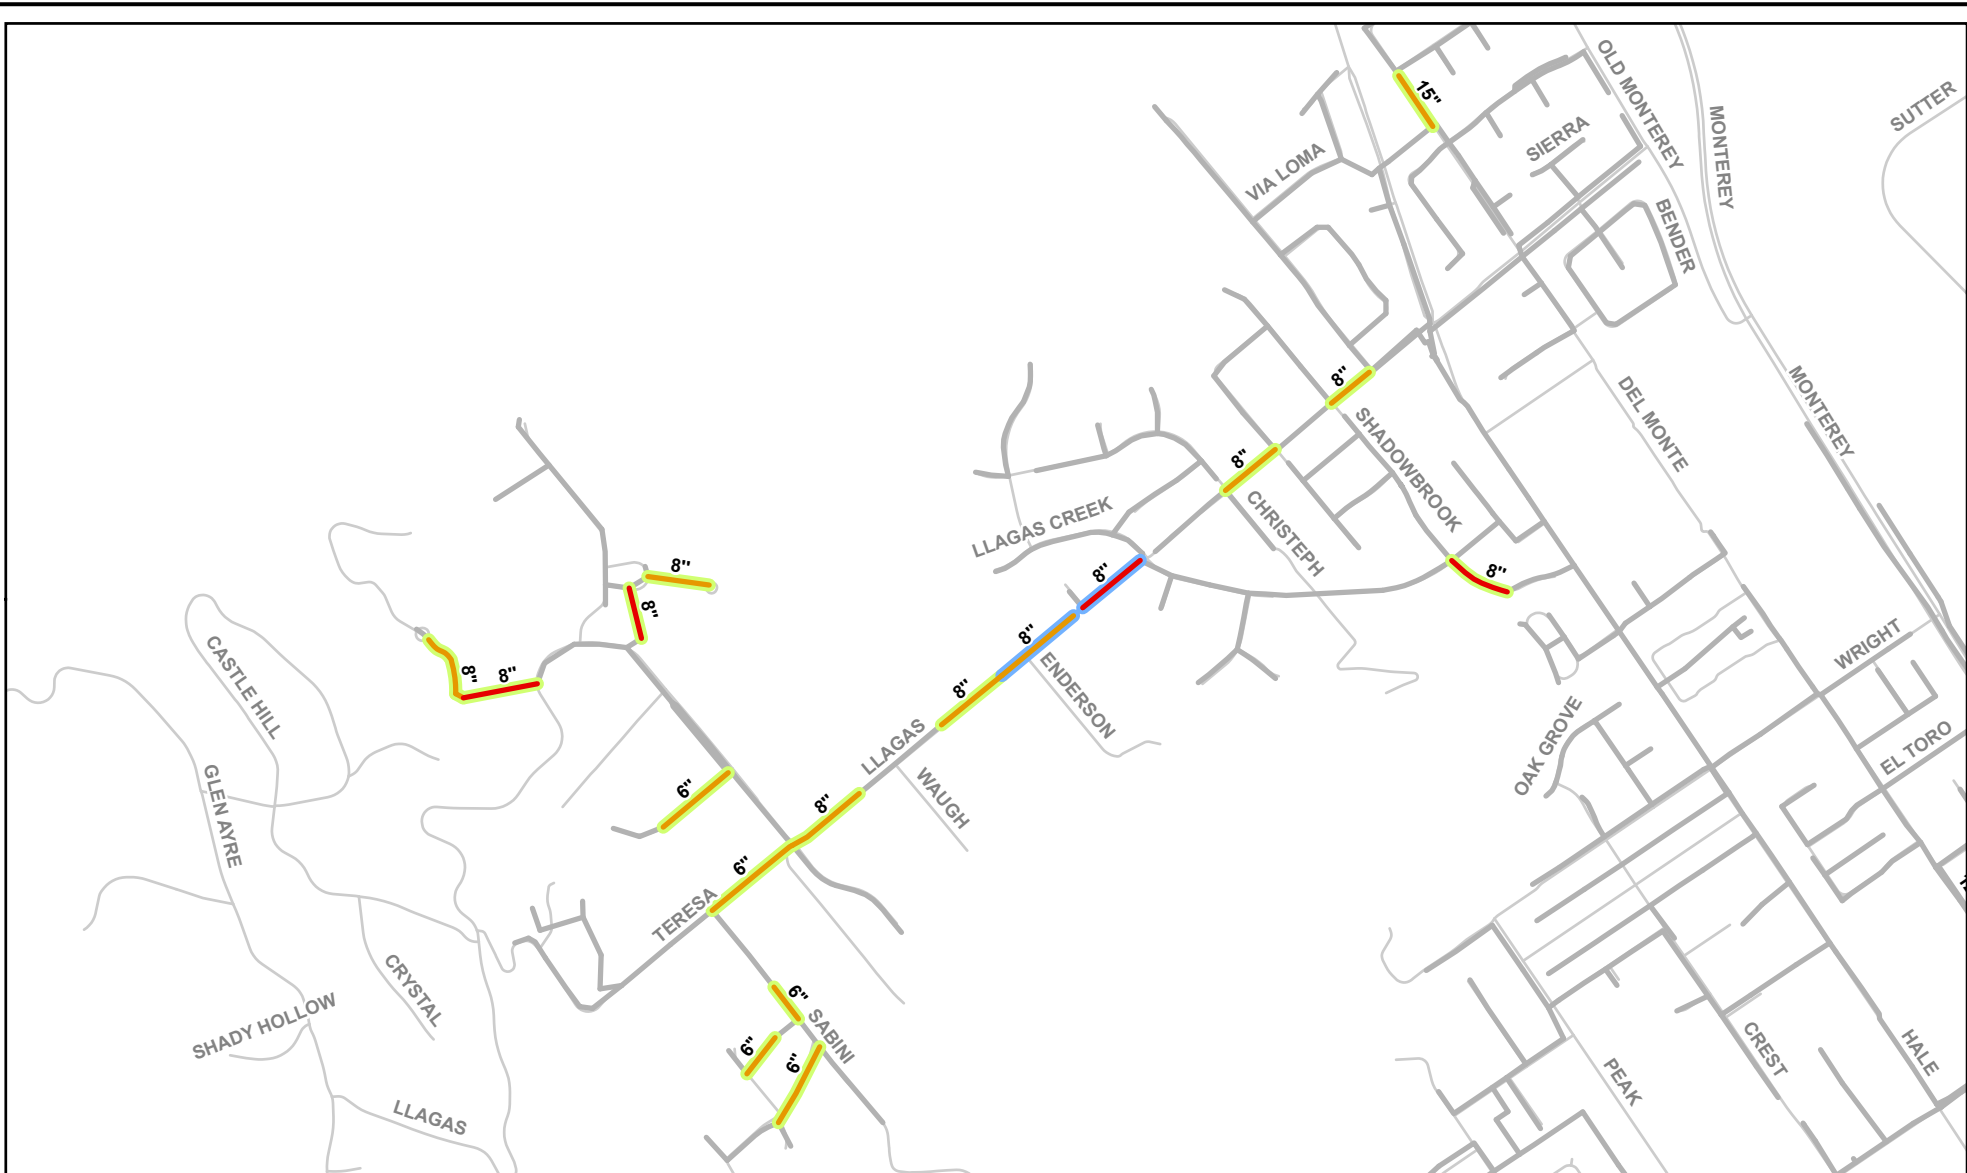 OLD MONTEREY
MONTEREY
SUTTER
15"
SIERRA
VIA LOMA
BENDER
8"
SHADOWBROOK
DEL MONTE
MONTEREY
8"
CHRISTEPH
LLAGAS CREEK
8"
8"
8"
ENDERSON
8"
8"
8"
8"
8"
CASTLE HILL
GLEN AYRE
LLAGAS
WAUGH
8"
6"
6"
TERESA
WRIGHT
EL TORO
OAK GROVE
CRYSTAL
SHADY HOLLOW
LLAGAS
6"
SABINI
6"
6"
CREST
HALE
PEAK